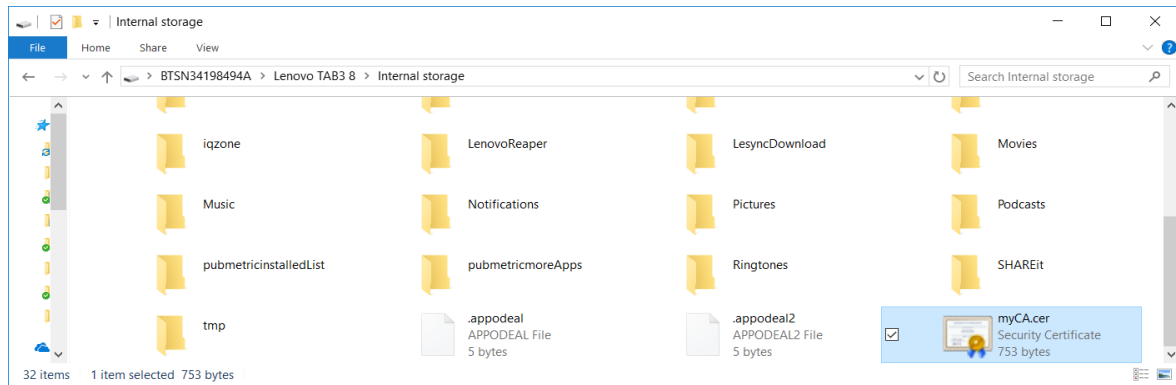 Internal storage
File Home Share View
BTSN34198494A > Lenovo TAB3 8 > Internal storage
Search Internal storage
iqzone LenovoReaper LesyncDownload Movies
Music Notifications Pictures Podcasts
pubmetricinstalledList pubmetricmoreApps Ringtones SHAREit
tmp .appodeal .appodeal2 myCA.cer
APPODEAL File APPODEAL2 File Security Certificate
5 bytes 5 bytes 753 bytes
32 items 1 item selected 753 bytes